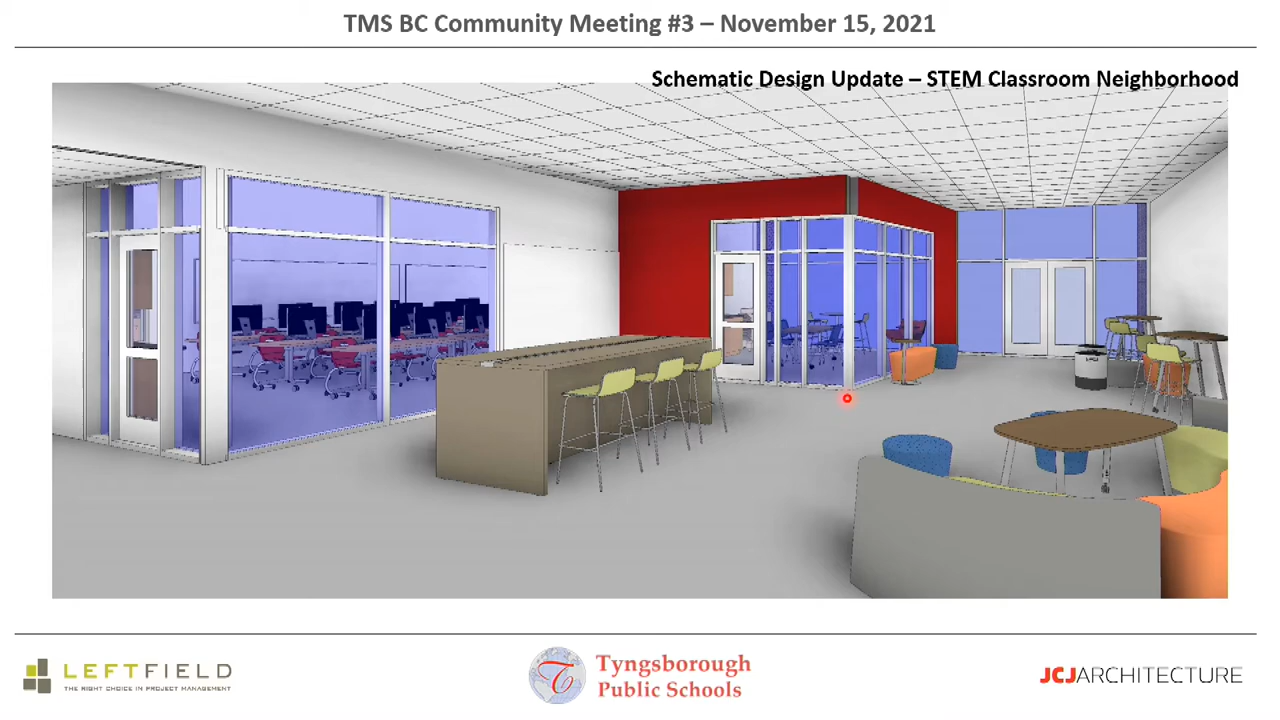 TMS BC Community Meeting #3 – November 15, 2021
Schematic Design Update – STEM Classroom Neighborhood
LEFTFIELD
THE RIGHT CHOICE IN PROJECT MANAGEMENT
T
Tyngsborough
Public Schools
JCJARCHITECTURE